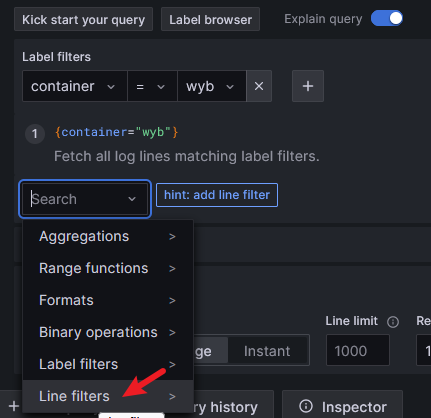 Kick start your query Label browser Explain query
Label filters
container = wyb
1 {container="wyb"}
Fetch all log lines matching label filters.
Search hint: add line filter
Aggregations >
Range functions >
Formats >
Binary operations >
Label filters >
Line filters >
Line limit Re
Instant 1000 1
history Inspector